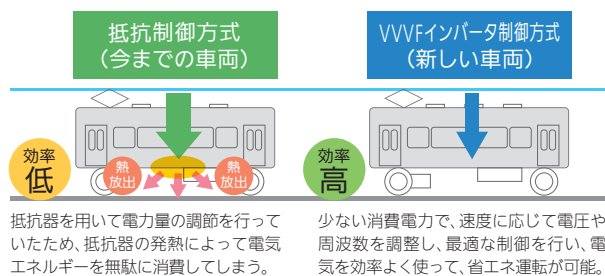 抵抗制御方式
（今までの車両）
効率
低
熱
放出
熱
放出
抵抗器を用いて電力量の調節を行って
いたため、抵抗器の発熱によって電気
エネルギーを無駄に消費してしまう。
VVVFインバータ制御方式
（新しい車両）
効率
高
少ない消費電力で、速度に応じて電圧や
周波数を調整し、最適な制御を行い、電
気を効率よく使って、省エネ運転が可能。